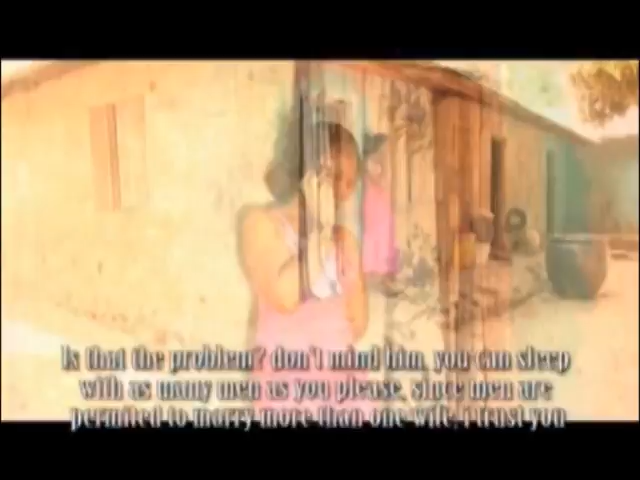 Is that the problem? don't mind him, you can sleep
with as many men as you please, since men are
permited to marry more than one wife, I trust you